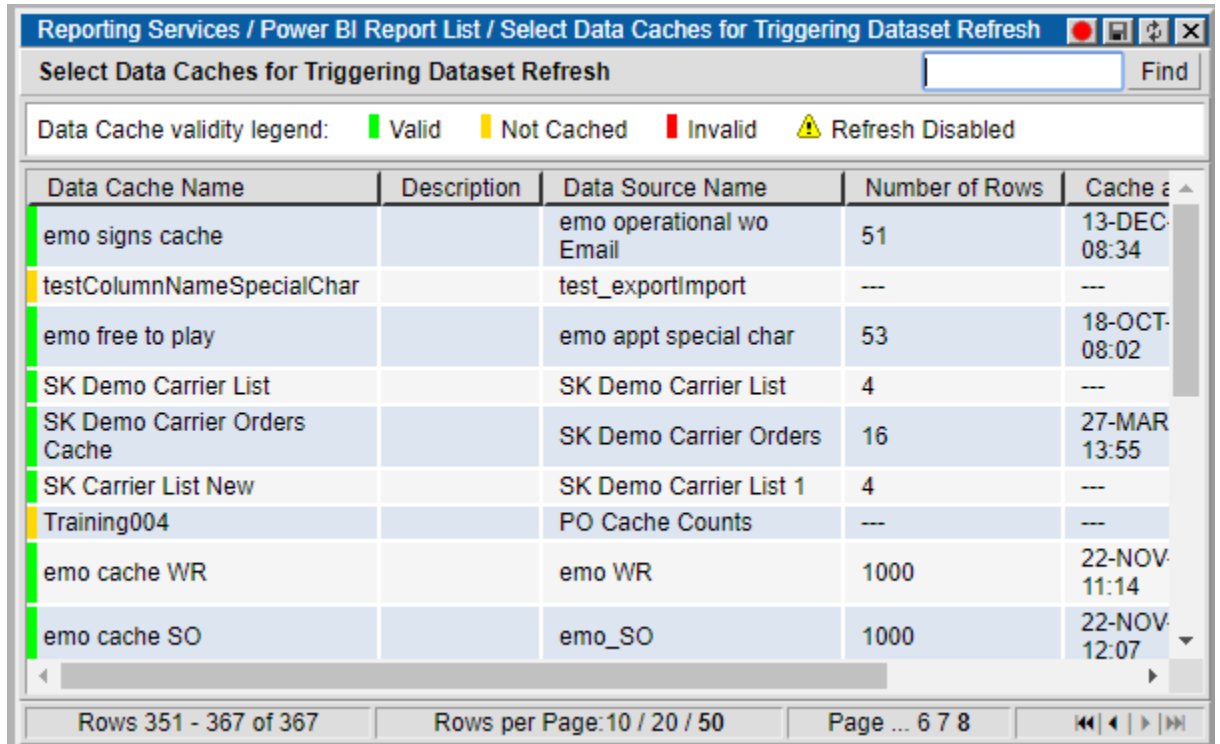 Reporting Services / Power BI Report List / Select Data Caches for Triggering Dataset Refresh
Select Data Caches for Triggering Dataset Refresh Find
Data Cache validity legend: Valid Not Cached Invalid Refresh Disabled
Data Cache Name Description Data Source Name Number of Rows Cache a
emo signs cache emo operational wo Email 51 13-DEC- 08:34
testColumnNameSpecialChar test_exportImport --- ---
emo free to play emo appt special char 53 18-OCT- 08:02
SK Demo Carrier List SK Demo Carrier List 4 ---
SK Demo Carrier Orders Cache SK Demo Carrier Orders 16 27-MAR 13:55
SK Carrier List New SK Demo Carrier List 1 4 ---
Training004 PO Cache Counts --- ---
emo cache WR emo WR 1000 22-NOV- 11:14
emo cache SO emo_SO 1000 22-NOV- 12:07
Rows 351 - 367 of 367 Rows per Page:10 / 20 / 50 Page ... 6 7 8